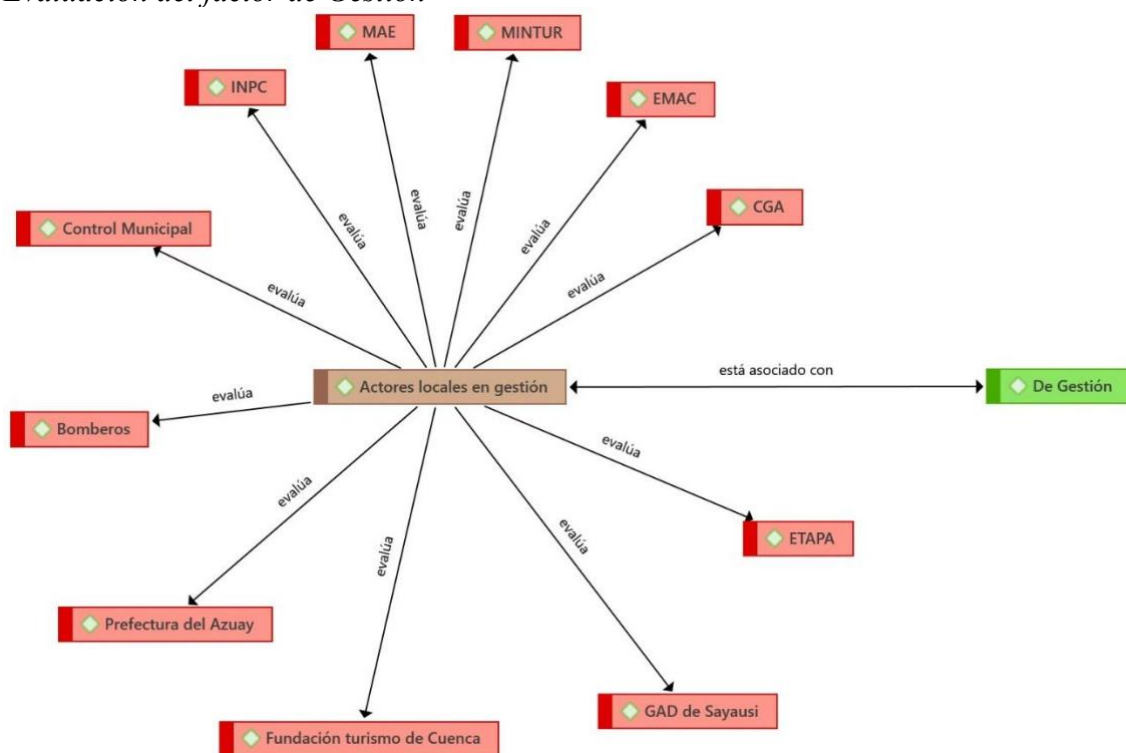 Evaluación del factor de Gestión
MAE
MINTUR
INPC
EMAC
CGA
Control Municipal
evalúa
evalúa
evalúa
evalúa
evalúa
evalúa
Actores locales en gestión
está asociado con
De Gestión
Bomberos
evalúa
evalúa
ETAPA
evalúa
evalúa
evalúa
Prefectura del Azuay
GAD de Sayausi
Fundación turismo de Cuenca